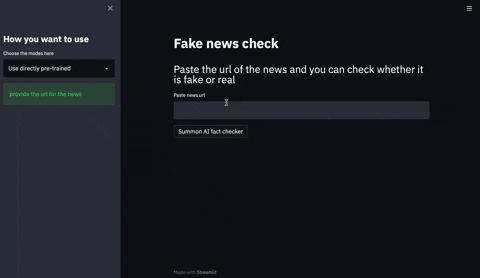 How you want to use
Choose the modes here
Use directly pre-trained
provide the url for the news
Fake news check
Paste the url of the news and you can check whether it
is fake or real
Paste news url
Summon AI fact checker
Made with Streamlit